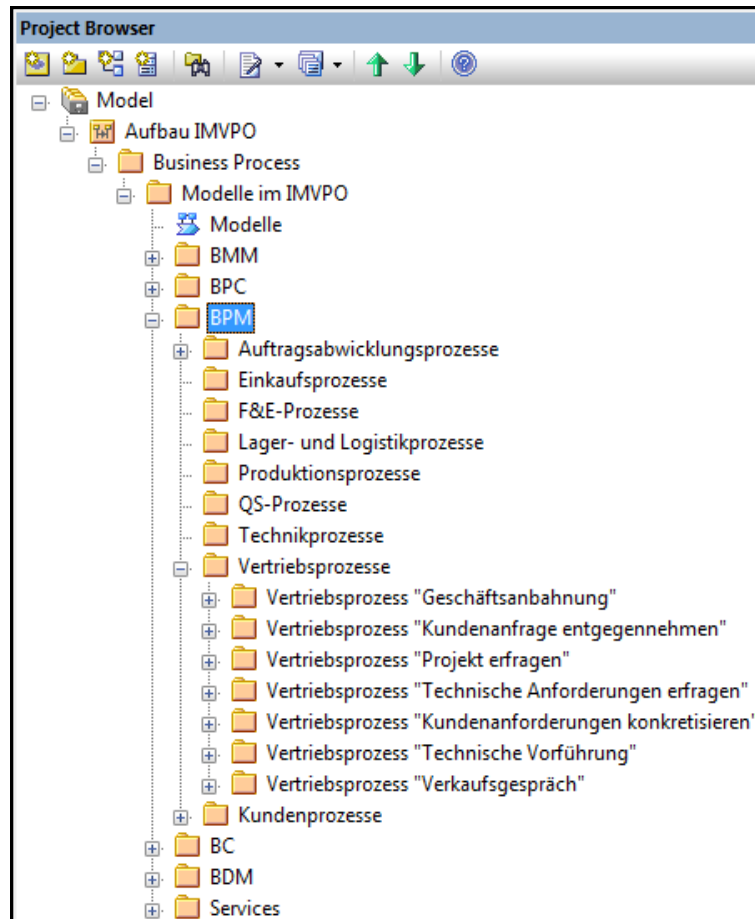 Project Browser
Model
Aufbau IMVPO
Business Process
Modelle im IMVPO
Modelle
BMM
BPC
BPM
Auftragsabwicklungsprozesse
Einkaufsprozesse
F&E-Prozesse
Lager- und Logistikprozesse
Produktionsprozesse
QS-Prozesse
Technikprozesse
Vertriebsprozesse
Vertriebsprozess "Geschäftsanbahnung"
Vertriebsprozess "Kundenanfrage entgegennehmen"
Vertriebsprozess "Projekt erfragen"
Vertriebsprozess "Technische Anforderungen erfragen"
Vertriebsprozess "Kundenanforderungen konkretisieren"
Vertriebsprozess "Technische Vorführung"
Vertriebsprozess "Verkaufsgespräch"
Kundenprozesse
BC
BDM
Services